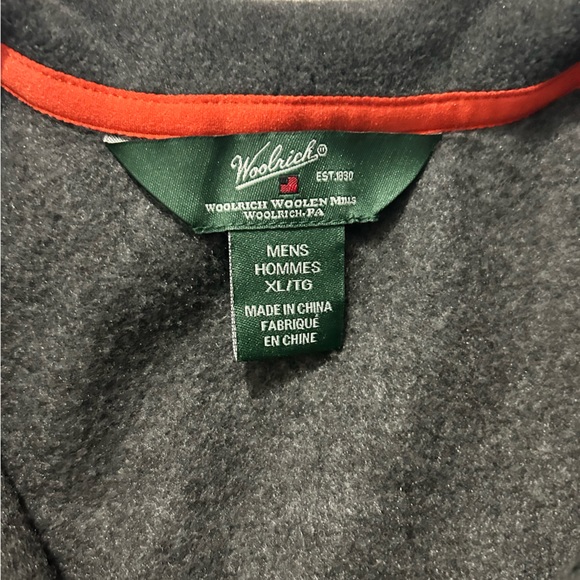 Woolrich®
EST.1830
WOOLRICH WOOLEN MILLS
WOOLRICH, PA
MENS
HOMMES
XL/TG
MADE IN CHINA
FABRIQUÉ
EN CHINE